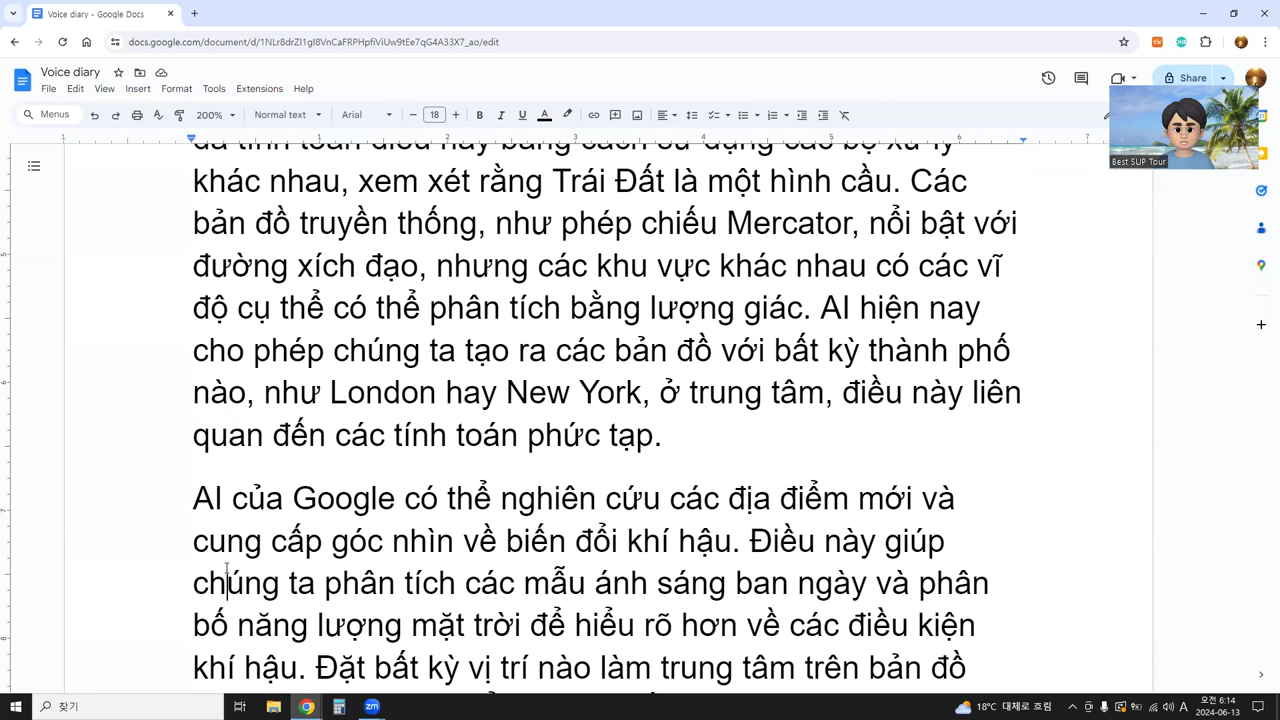 Voice diary - Google Docs
docs.google.com/document/d/1NLr8drZI1gI8VnCaFRPHpfiViUw9tEe7qG4A33X7_ao/edit
Voice diary
File Edit View Insert Format Tools Extensions Help
Share
Menus
200%
Normal text
Arial
18
Best SUP Tour
khác nhau, xem xét rằng Trái Đất là một hình cầu. Các
bản đồ truyền thống, như phép chiếu Mercator, nổi bật với
đường xích đạo, nhưng các khu vực khác nhau có các vĩ
độ cụ thể có thể phân tích bằng lượng giác. AI hiện nay
cho phép chúng ta tạo ra các bản đồ với bất kỳ thành phố
nào, như London hay New York, ở trung tâm, điều này liên
quan đến các tính toán phức tạp.
AI của Google có thể nghiên cứu các địa điểm mới và
cung cấp góc nhìn về biến đổi khí hậu. Điều này giúp
chúng ta phân tích các mẫu ánh sáng ban ngày và phân
bố năng lượng mặt trời để hiểu rõ hơn về các điều kiện
khí hậu. Đặt bất kỳ vị trí nào làm trung tâm trên bản đồ
찾기
18°C 대체로 흐림
A
오전 6:14
2024-06-13